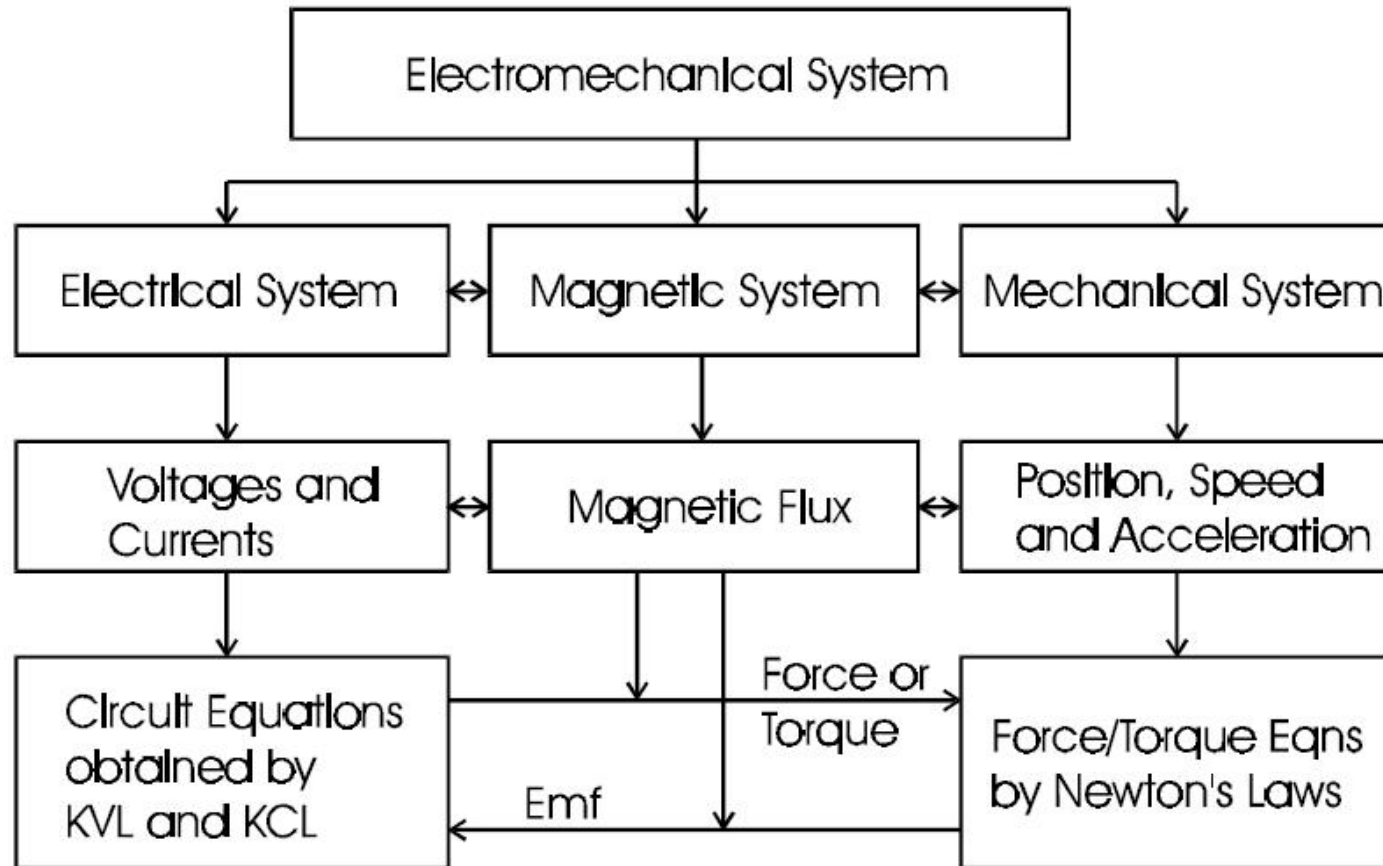 Electromechanical System
Electrical System
Magnetic System
Mechanical System
Voltages and
Currents
Magnetic Flux
Position, Speed
and Acceleration
Circuit Equations
obtained by
KVL and KCL
Force or
Torque
Emf
Force/Torque Eqns
by Newton's Laws